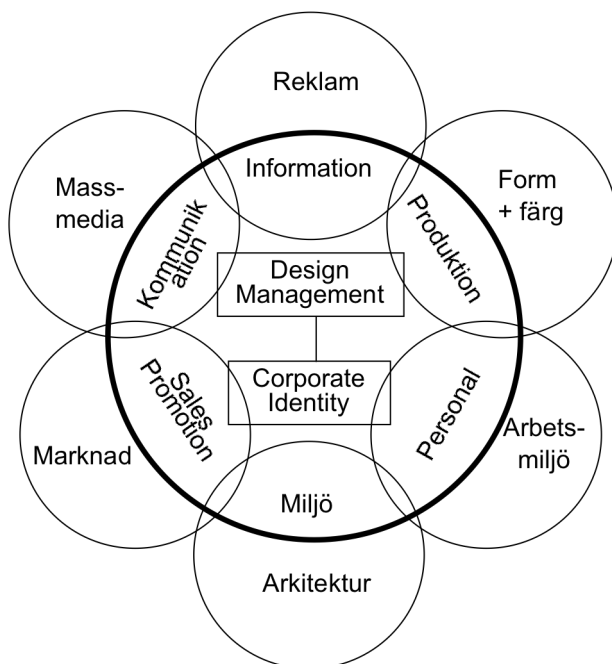 Reklam
Information
Mass-
media
Form
+ färg
Kommunik
ation
Produktion
Design
Management
Corporate
Identity
Sales
Promotion
Personal
Marknad
Arbets-
miljö
Miljö
Arkitektur